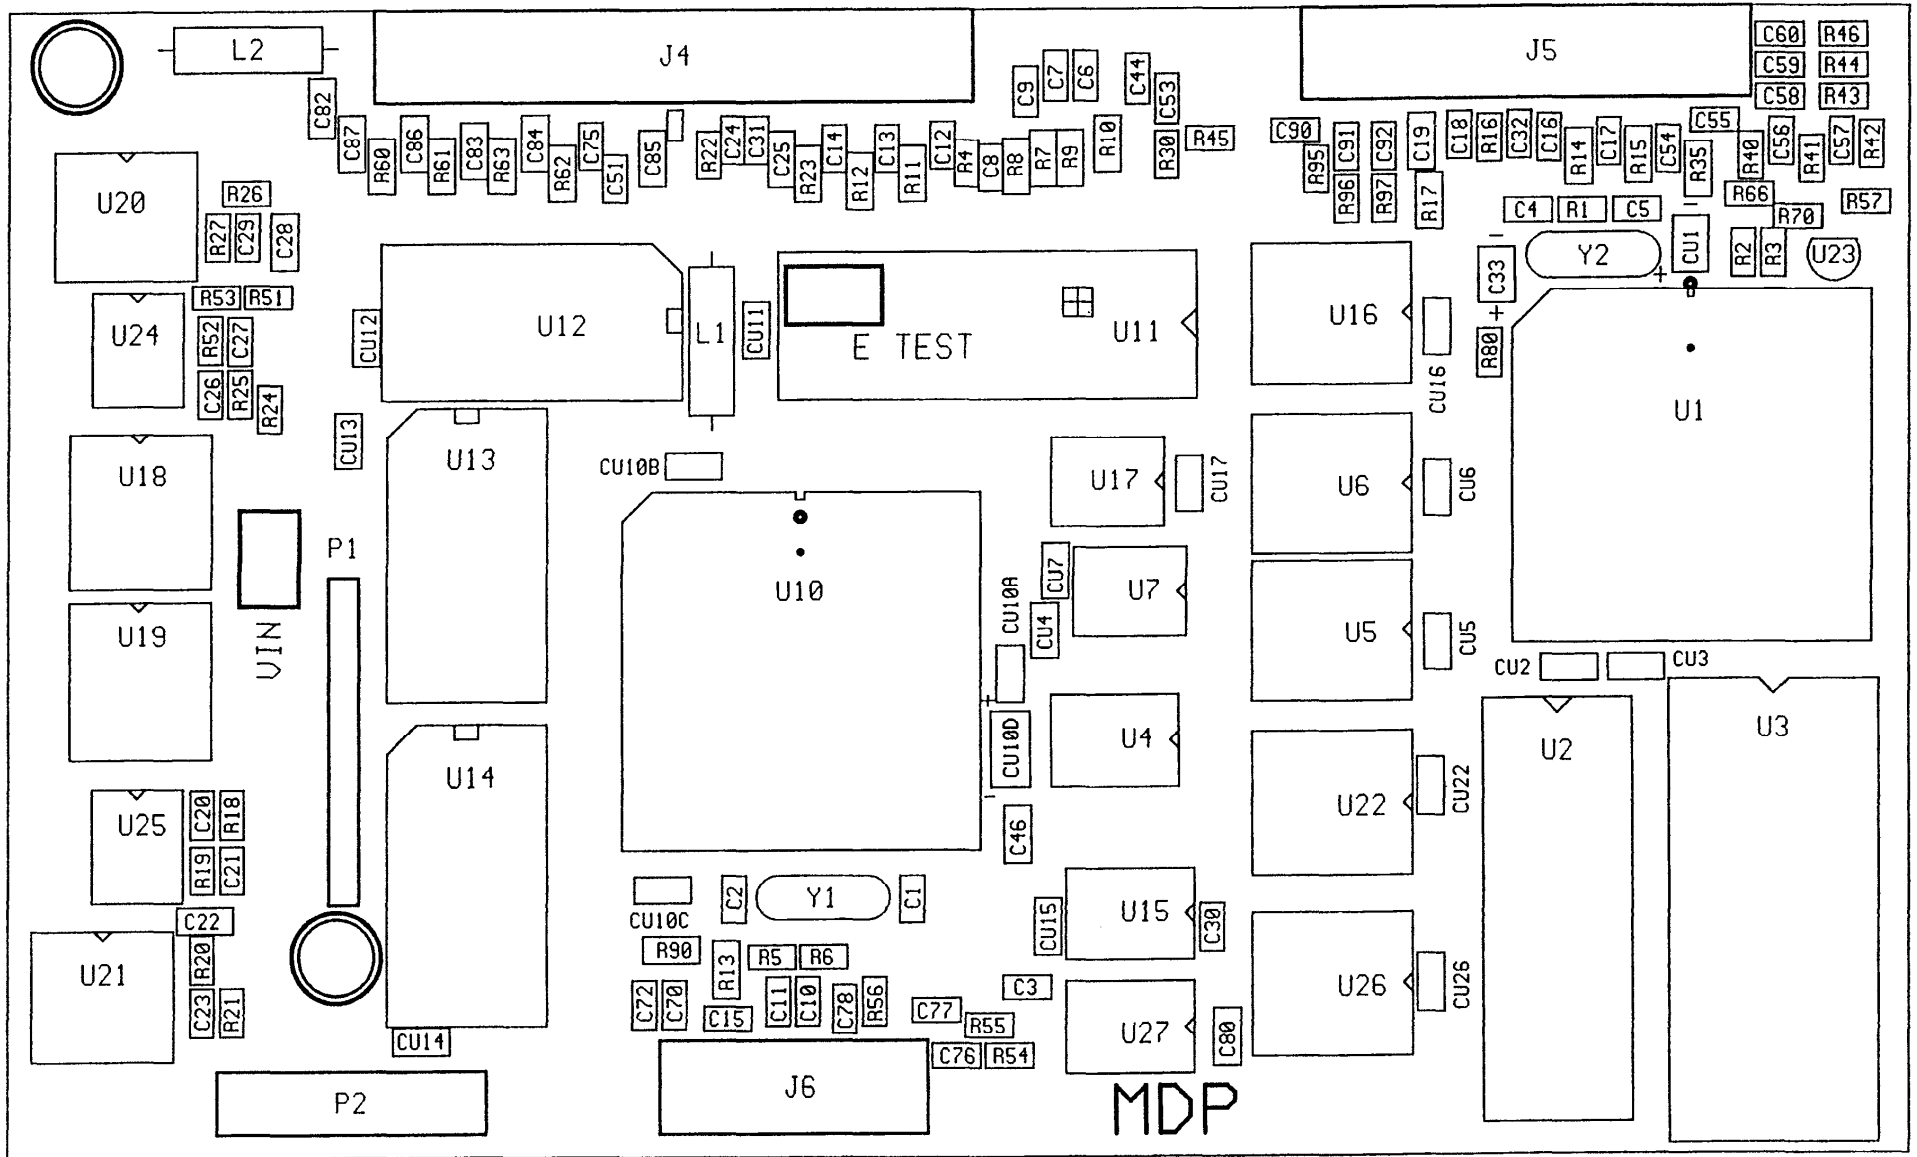 L2
J4
J5
C60 R46
C59 R44
C58 R43
C82
C9
C7
C6
C44
C53
C87
R60
C86
R61
C83
R63
C84
R62
C75
C51
C85
R22
C24
C31
C25
R23
C14
R12
C13
R11
C12
R4
C8
R8
R7
R9
R10
R30
R45
C90
R95
C91
R96
C92
R97
C19
R17
C18
R16
C32
C16
R14
C17
R15
C54
R35
C55
R40
C56
R41
C57
R42
R66
R57
R70
C4 R1 C5
U20
R26
R27
C29
C28
R53 R51
U24
R52
C27
C26
R25
R24
CU12
U12
L1
CU11
E TEST
U11
U16
CU16
-
C33
+
R80
Y2
-
CU1
+
R2
R3
U23
U1
CU13
U13
CU10B
U18
U17
CU17
U6
CU6
VIN
P1
U10
CU7
U7
CU10A
CU4
U5
CU5
U19
CU2
CU3
+
CU10D
-
U4
U2
U3
U14
U22
CU22
U25
C20
R18
R19
C21
C46
C22
CU10C
C2
Y1
C1
CU15
U15
C30
U21
R20
C23
R21
R90
R13
R5 R6
C72
C70
C15
C11
C10
C78
R56
C77
R55
C76 R54
C3
U27
C80
U26
CU26
CU14
P2
J6
MDP